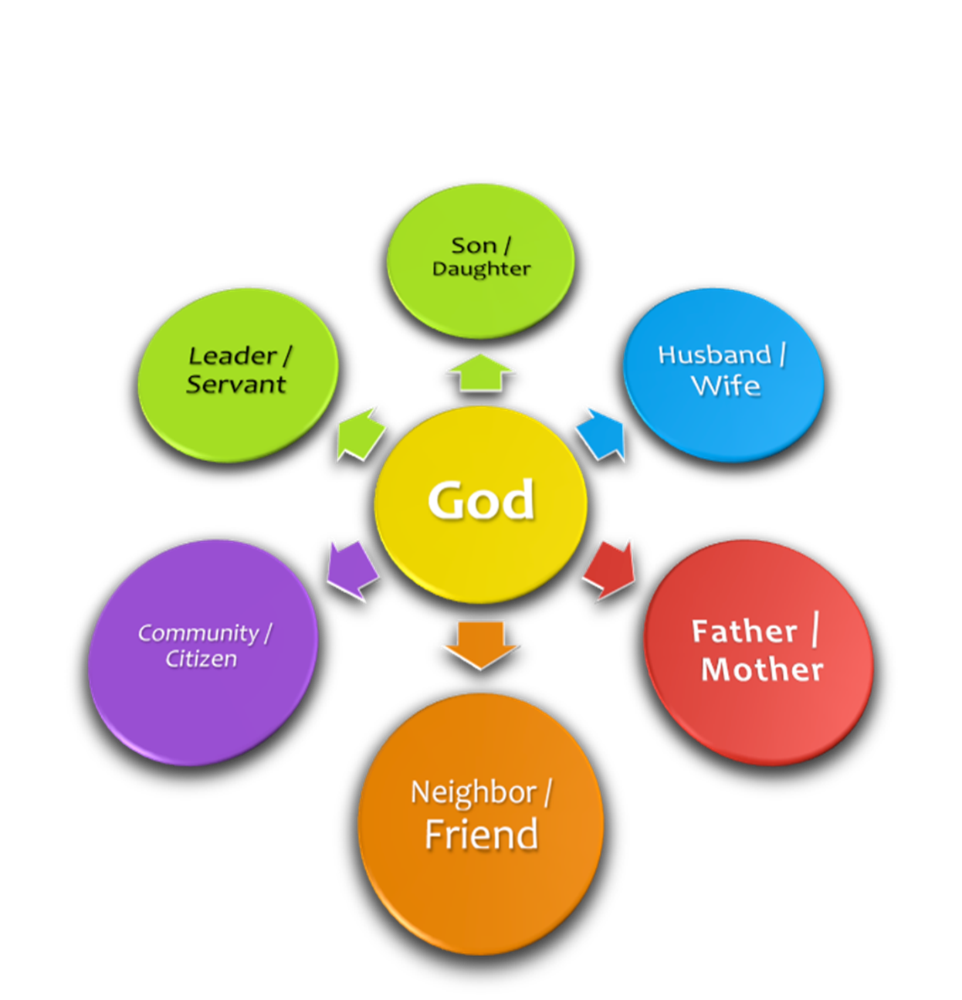 Son /
Daughter
Husband /
Wife
Father /
Mother
Neighbor /
Friend
Community /
Citizen
Leader /
Servant
God